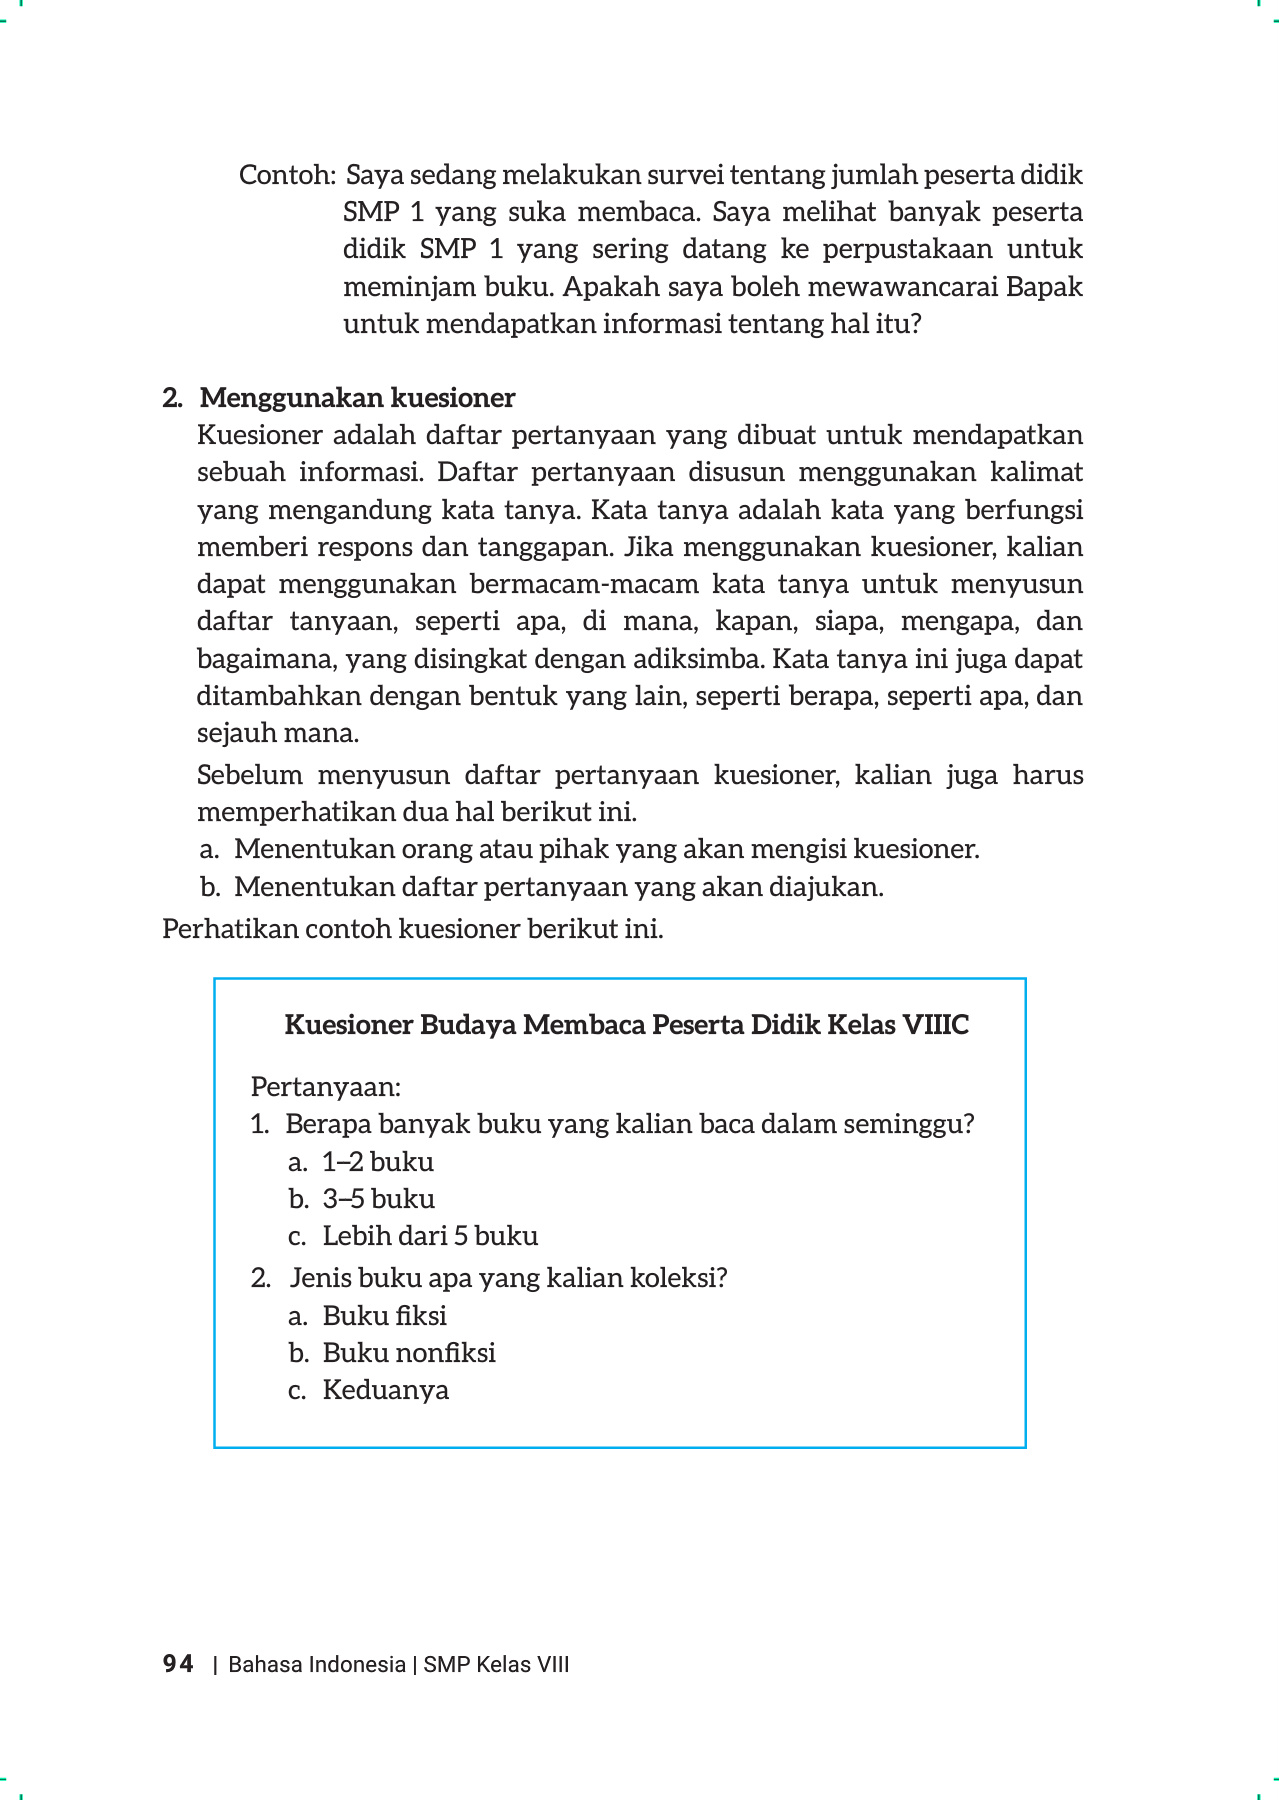 Contoh: Saya sedang melakukan survei tentang jumlah peserta didik
SMP 1 yang suka membaca. Saya melihat banyak peserta
didik SMP 1 yang sering datang ke perpustakaan untuk
meminjam buku. Apakah saya boleh mewawancarai Bapak
untuk mendapatkan informasi tentang hal itu?
2. Menggunakan kuesioner
Kuesioner adalah daftar pertanyaan yang dibuat untuk mendapatkan
sebuah informasi. Daftar pertanyaan disusun menggunakan kalimat
yang mengandung kata tanya. Kata tanya adalah kata yang berfungsi
memberi respons dan tanggapan. Jika menggunakan kuesioner, kalian
dapat menggunakan bermacam-macam kata tanya untuk menyusun
daftar tanyaan, seperti apa, di mana, kapan, siapa, mengapa, dan
bagaimana, yang disingkat dengan adiksimba. Kata tanya ini juga dapat
ditambahkan dengan bentuk yang lain, seperti berapa, seperti apa, dan
sejauh mana.
Sebelum menyusun daftar pertanyaan kuesioner, kalian juga harus
memperhatikan dua hal berikut ini.
a. Menentukan orang atau pihak yang akan mengisi kuesioner.
b. Menentukan daftar pertanyaan yang akan diajukan.
Perhatikan contoh kuesioner berikut ini.
Kuesioner Budaya Membaca Peserta Didik Kelas VIIIC
Pertanyaan:
1. Berapa banyak buku yang kalian baca dalam seminggu?
a. 1–2 buku
b. 3–5 buku
c. Lebih dari 5 buku
2. Jenis buku apa yang kalian koleksi?
a. Buku fiksi
b. Buku nonfiksi
c. Keduanya
94 | Bahasa Indonesia | SMP Kelas VIII